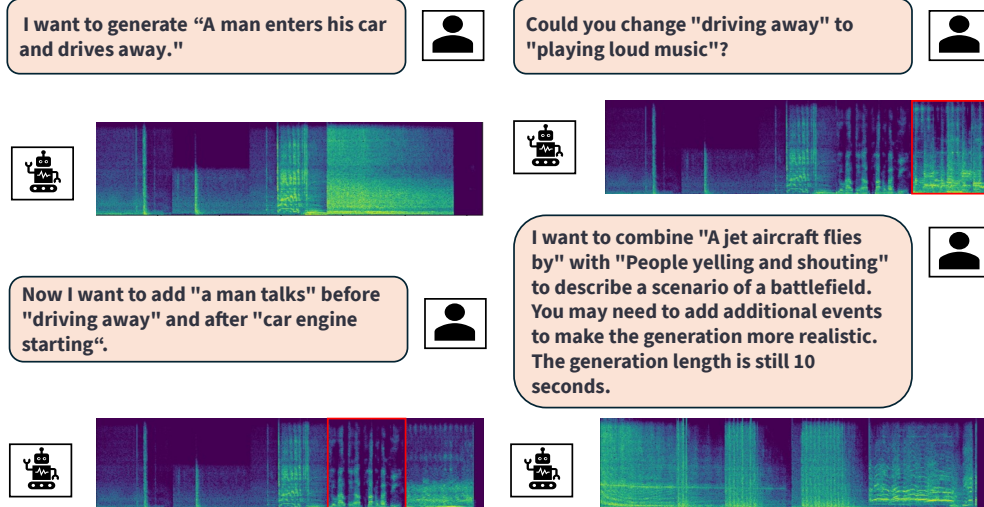 I want to generate “A man enters his car
and drives away."
Now I want to add "a man talks" before
"driving away" and after "car engine
starting“.
Could you change "driving away" to
"playing loud music"?
I want to combine "A jet aircraft flies
by" with "People yelling and shouting"
to describe a scenario of a battlefield.
You may need to add additional events
to make the generation more realistic.
The generation length is still 10
seconds.